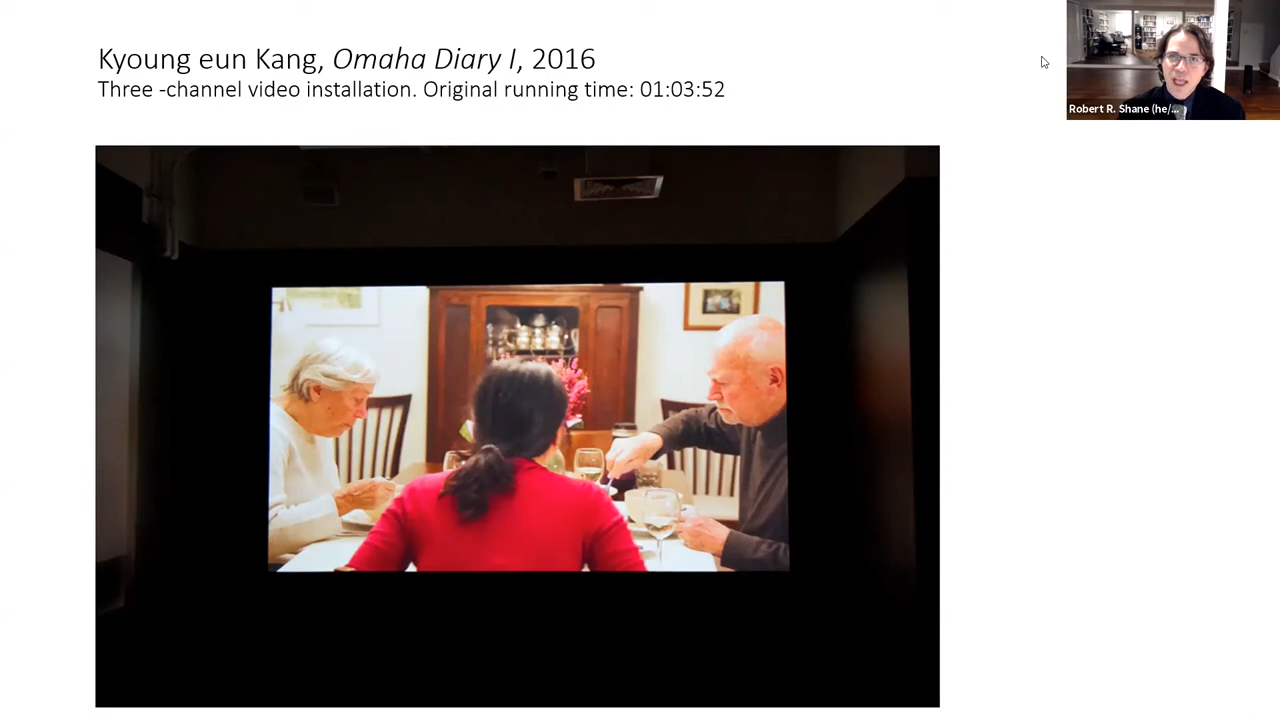 Kyoung eun Kang, Omaha Diary I, 2016
Three -channel video installation. Original running time: 01:03:52
Robert R. Shane (he/...